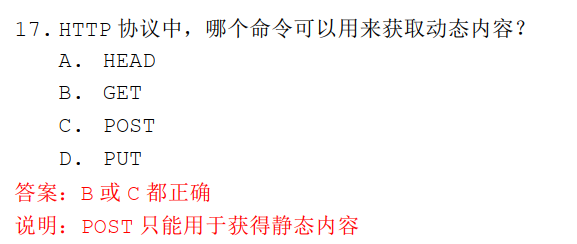 17. HTTP 协议中，哪个命令可以用来获取动态内容？
A. HEAD
B. GET
C. POST
D. PUT
答案：B 或 C 都正确
说明：POST 只能用于获得静态内容